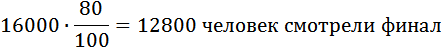 16000 · 80/100 = 12800 человек смотрели финал